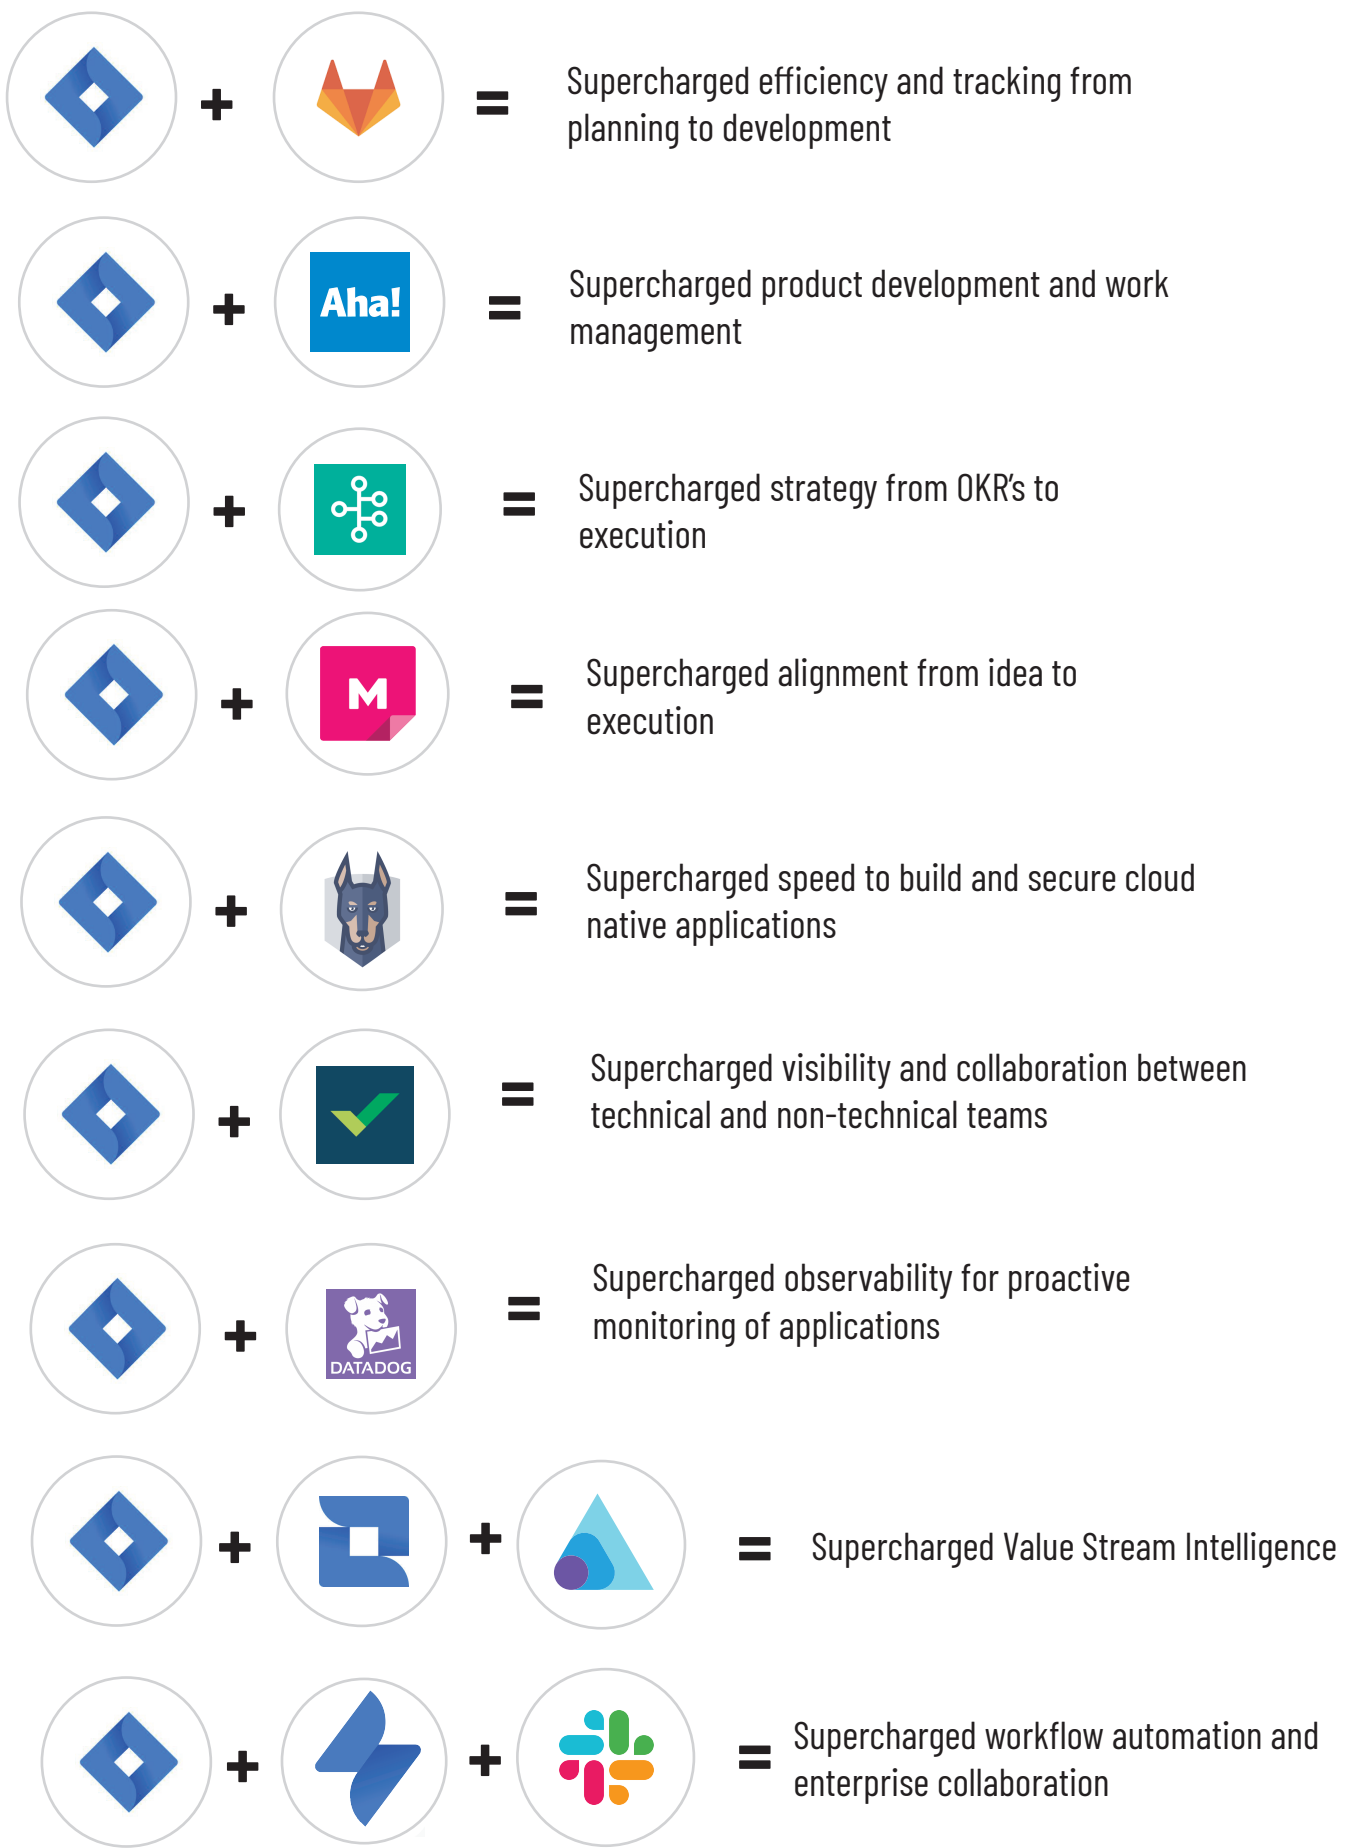 +
=
Supercharged efficiency and tracking from
planning to development
+
Aha!
=
Supercharged product development and work
management
+
=
Supercharged strategy from OKR's to
execution
+
M
=
Supercharged alignment from idea to
execution
+
=
Supercharged speed to build and secure cloud
native applications
+
=
Supercharged visibility and collaboration between
technical and non-technical teams
+
DATADOG
=
Supercharged observability for proactive
monitoring of applications
+
+
=
Supercharged Value Stream Intelligence
+
+
=
Supercharged workflow automation and
enterprise collaboration